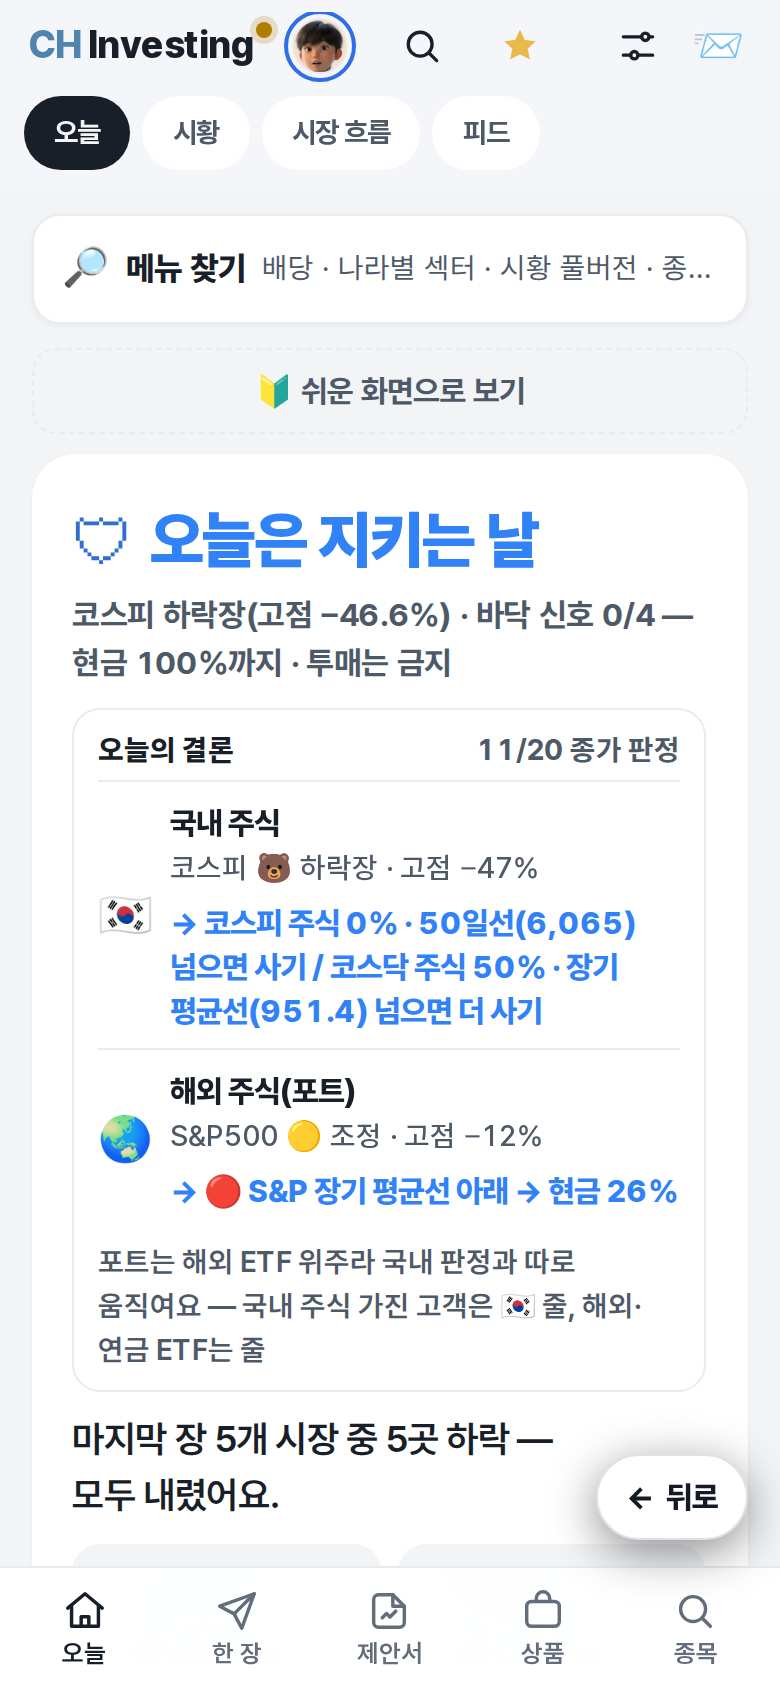 CH Investing
오늘
시황
시장 흐름
피드
메뉴 찾기 배당 · 나라별 섹터 · 시황 풀버전 · 종...
쉬운 화면으로 보기
오늘은 지키는 날
코스피 하락장(고점 −46.6%) · 바닥 신호 0/4 —
현금 100%까지 · 투매는 금지
오늘의 결론
11/20 종가 판정
국내 주식
코스피 🐻 하락장 · 고점 −47%
→ 코스피 주식 0% · 50일선(6,065)
넘으면 사기 / 코스닥 주식 50% · 장기
평균선(951.4) 넘으면 더 사기
해외 주식(포트)
S&P500 🟡 조정 · 고점 −12%
→ 🔴 S&P 장기 평균선 아래 → 현금 26%
포트는 해외 ETF 위주라 국내 판정과 따로
움직여요 — 국내 주식 가진 고객은 🇰🇷 줄, 해외·
연금 ETF는 줄
마지막 장 5개 시장 중 5곳 하락 —
모두 내렸어요.
← 뒤로
오늘
한 장
제안서
상품
종목